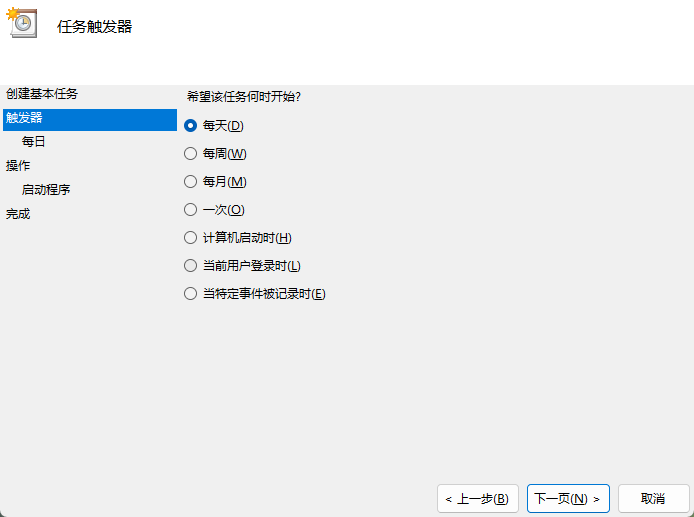 任务触发器
创建基本任务
触发器
每日
操作
启动程序
完成
希望该任务何时开始?
每天(D)
每周(W)
每月(M)
一次(O)
计算机启动时(H)
当前用户登录时(L)
当特定事件被记录时(E)
< 上一步(B)
下一页(N) >
取消